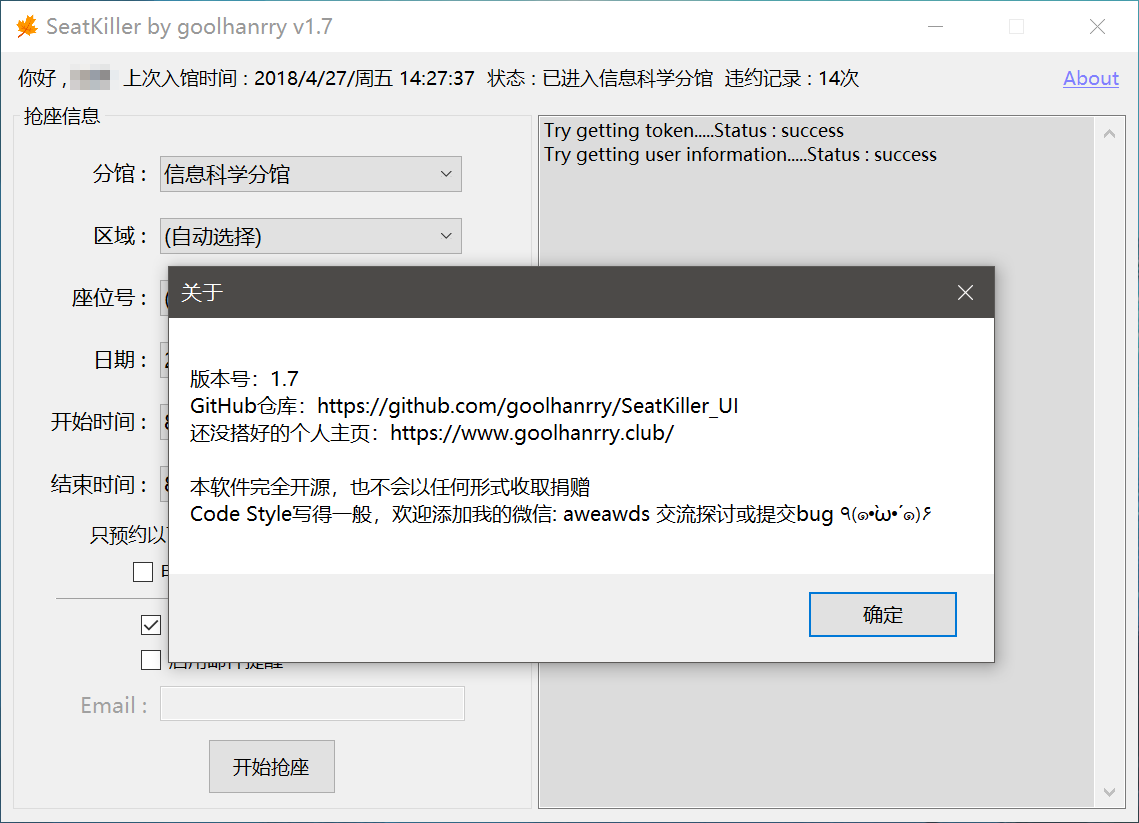 SeatKiller by goolhanrry v1.7
你好 , 上次入馆时间 : 2018/4/27/周五 14:27:37 状态 : 已进入信息科学分馆 违约记录 : 14次
About
抢座信息
分馆 : 信息科学分馆
区域 : (自动选择)
座位号 :
日期 :
开始时间 :
结束时间 :
只预约以
启用邮件提醒
Email :
开始抢座
Try getting token.....Status : success
Try getting user information.....Status : success
关于
版本号：1.7
GitHub仓库：https://github.com/goolhanrry/SeatKiller_UI
还没搭好的个人主页：https://www.goolhanrry.club/
本软件完全开源，也不会以任何形式收取捐赠
Code Style写得一般，欢迎添加我的微信: aweawds 交流探讨或提交bug ٩(๑•̀ω•́๑)۶
确定